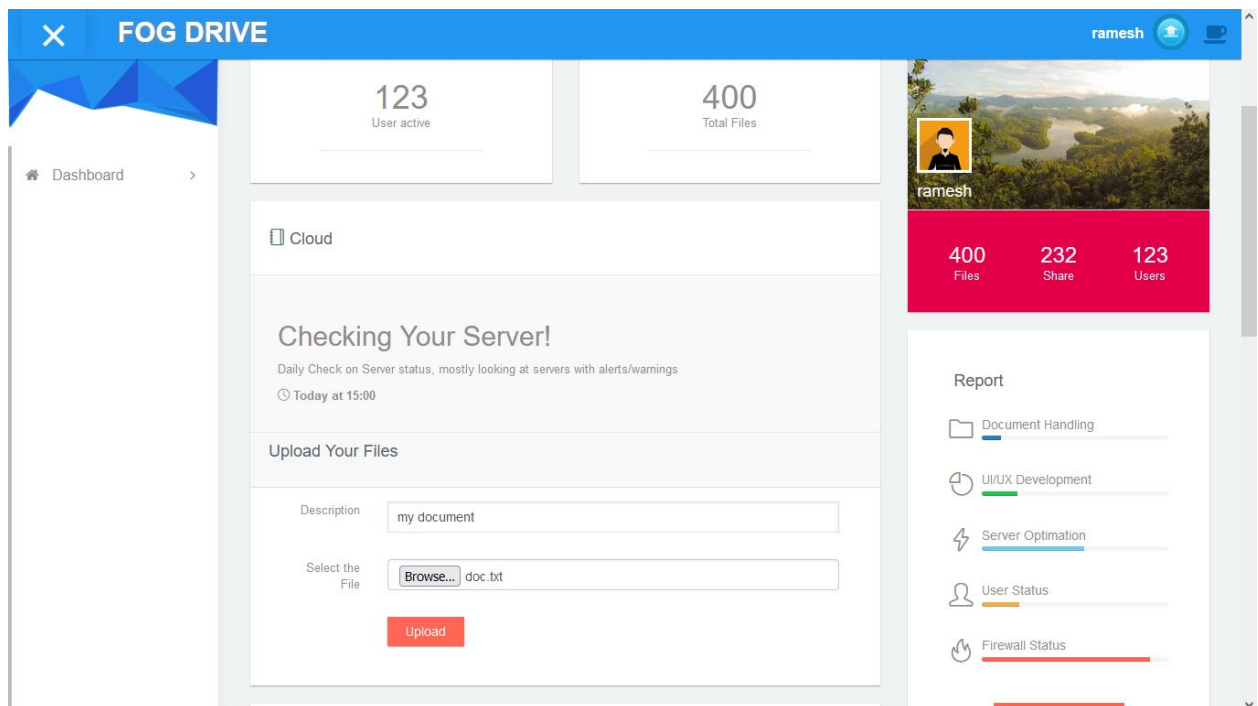 FOG DRIVE
ramesh
Dashboard
123
User active
400
Total Files
Cloud
Checking Your Server!
Daily Check on Server status, mostly looking at servers with alerts/warnings
Today at 15:00
Upload Your Files
Description
my document
Select the
File
Browse... doc.txt
Upload
ramesh
400 232 123
Files Share Users
Report
Document Handling
UI/UX Development
Server Optimation
User Status
Firewall Status